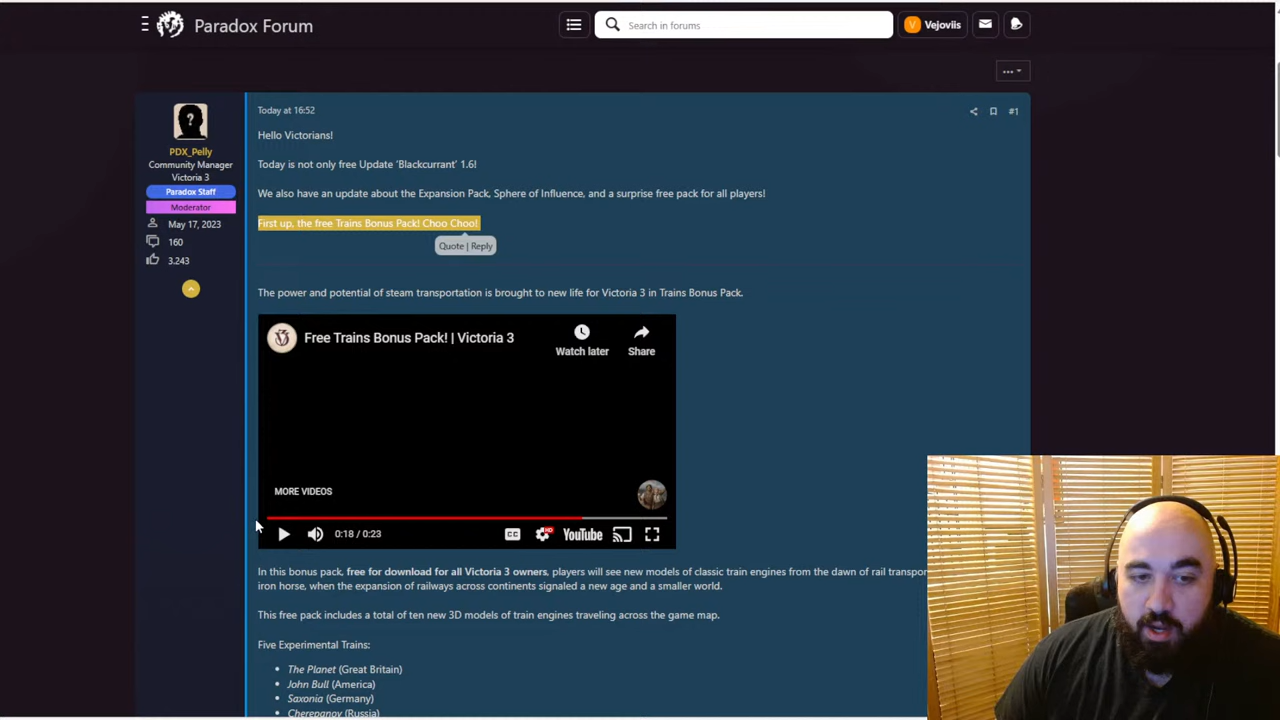 Paradox Forum
Search in forums
V Vejoviis
Today at 16:52
#1
PDX_Pelly
Community Manager
Victoria 3
Paradox Staff
Moderator
May 17, 2023
160
3.243
Hello Victorians!
Today is not only free Update ‘Blackcurrant’ 1.6!
We also have an update about the Expansion Pack, Sphere of Influence, and a surprise free pack for all players!
First up, the free Trains Bonus Pack! Choo Choo!
Quote | Reply
The power and potential of steam transportation is brought to new life for Victoria 3 in Trains Bonus Pack.
Free Trains Bonus Pack! | Victoria 3
Watch later
Share
MORE VIDEOS
0:18 / 0:23
CC
HD
YouTube
In this bonus pack, free for download for all Victoria 3 owners, players will see new models of classic train engines from the dawn of rail transpor
iron horse, when the expansion of railways across continents signaled a new age and a smaller world.
This free pack includes a total of ten new 3D models of train engines traveling across the game map.
Five Experimental Trains:
• The Planet (Great Britain)
• John Bull (America)
• Saxonia (Germany)
• Cherepanov (Russia)